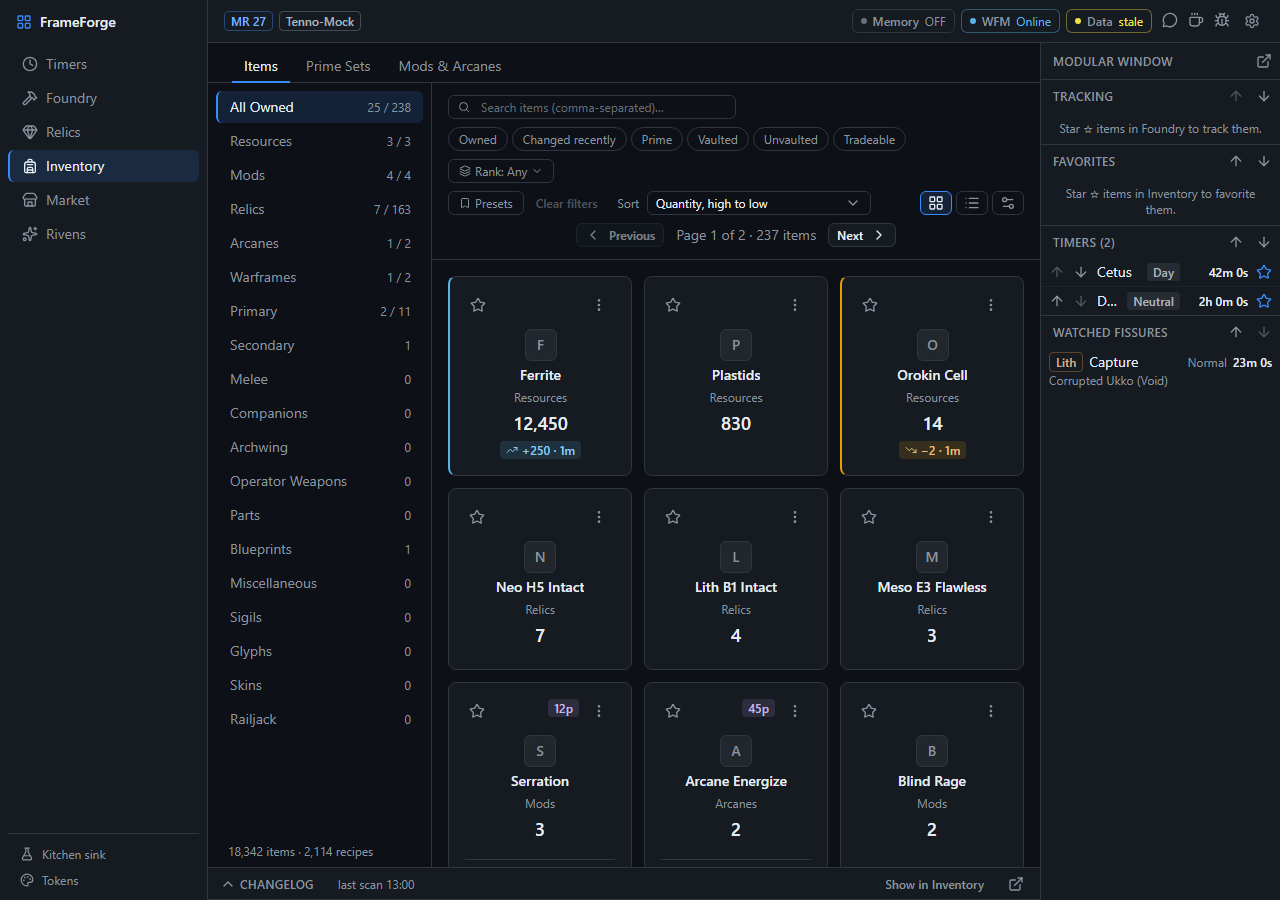 FrameForge
MR 27
Tenno-Mock
Memory OFF
WFM Online
Data stale
Timers
Foundry
Relics
Inventory
Market
Rivens
Kitchen sink
Tokens
Items
Prime Sets
Mods & Arcanes
All Owned 25 / 238
Resources 3 / 3
Mods 4 / 4
Relics 7 / 163
Arcanes 1 / 2
Warframes 1 / 2
Primary 2 / 11
Secondary 1
Melee 0
Companions 0
Archwing 0
Operator Weapons 0
Parts 0
Blueprints 1
Miscellaneous 0
Sigils 0
Glyphs 0
Skins 0
Railjack 0
18,342 items · 2,114 recipes
Search items (comma-separated)...
Owned Changed recently Prime Vaulted Unvaulted Tradeable
Rank: Any
Presets Clear filters Sort Quantity, high to low
Previous Page 1 of 2 · 237 items Next
F
Ferrite
Resources
12,450
+250 · 1m
P
Plastids
Resources
830
O
Orokin Cell
Resources
14
−2 · 1m
N
Neo H5 Intact
Relics
7
L
Lith B1 Intact
Relics
4
M
Meso E3 Flawless
Relics
3
12p
S
Serration
Mods
3
45p
A
Arcane Energize
Arcanes
2
B
Blind Rage
Mods
2
CHANGELOG last scan 13:00 Show in Inventory
MODULAR WINDOW
TRACKING
Star ☆ items in Foundry to track them.
FAVORITES
Star ☆ items in Inventory to favorite
them.
TIMERS (2)
Cetus Day 42m 0s
D... Neutral 2h 0m 0s
WATCHED FISSURES
Lith Capture Normal 23m 0s
Corrupted Ukko (Void)